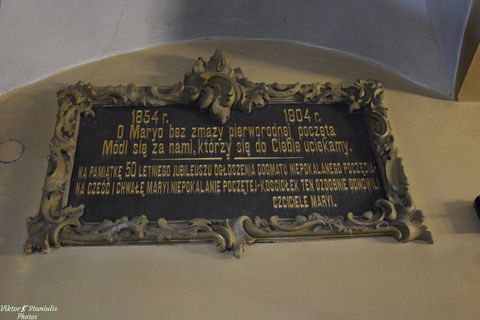 1854 r. 1904 r.
O Maryo bez zmazy pierworodnej poczęta
Módl się za nami, którzy się do Ciebie uciekamy.
NA PAMIĄTKĘ 50 LETNIEGO JUBILEUSZU OGŁOSZENIA DOGMATU NIEPOKALANEGO POCZĘCIA
NA CZEŚĆ I CHWAŁĘ MARYI NIEPOKALANIE POCZĘTEJ-KOŚCIOŁEK TEN OZDOBNIE ODNOWILI
CZCICIELE MARYI.
Viktor Staniulis
Photos